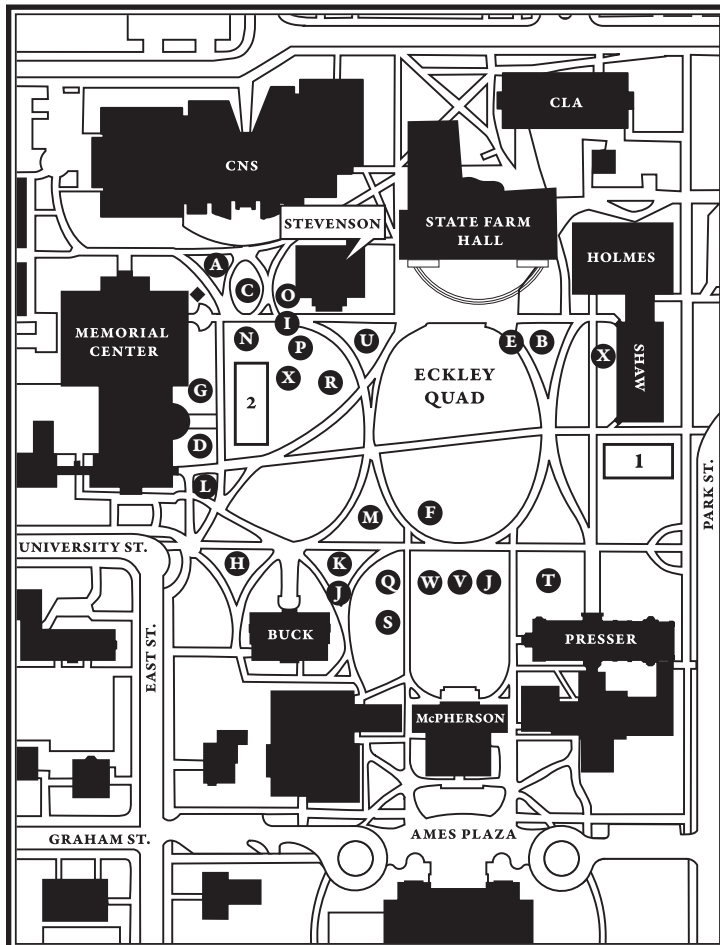 CLA
CNS
STEVENSON
STATE FARM
HALL
HOLMES
A
C
O
I
MEMORIAL
CENTER
N
P
U
E
B
X
SHAW
X
R
G
2
ECKLEY
QUAD
D
1
L
M
F
PARK ST.
UNIVERSITY ST.
H
K
J
Q
W
V
J
T
S
BUCK
PRESSER
EAST ST.
McPHERSON
GRAHAM ST.
AMES PLAZA